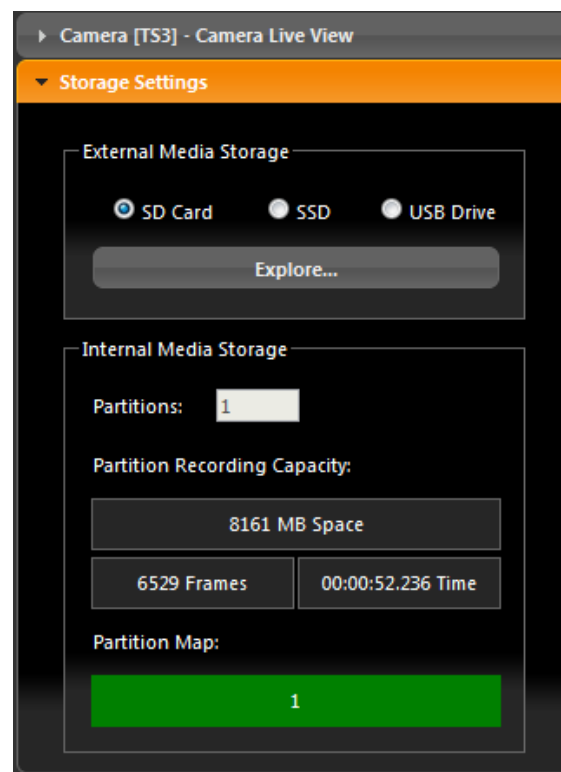 Camera [TS3] - Camera Live View
Storage Settings
External Media Storage
SD Card SSD USB Drive
Explore...
Internal Media Storage
Partitions: 1
Partition Recording Capacity:
8161 MB Space
6529 Frames 00:00:52.236 Time
Partition Map:
1